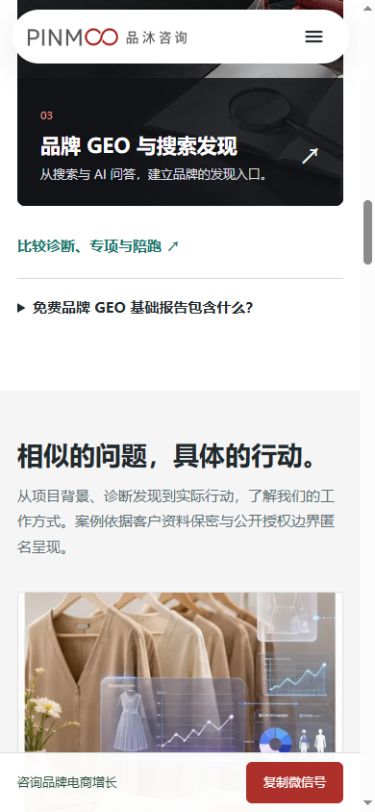 PINMOO 品沐咨询
03
品牌 GEO 与搜索发现
从搜索与 AI 问答，建立品牌的发现入口。
比较诊断、专项与陪跑 ↗
免费品牌 GEO 基础报告包含什么？
相似的问题，具体的行动。
从项目背景、诊断发现到实际行动，了解我们的工
作方式。案例依据客户资料保密与公开授权边界匿
名呈现。
咨询品牌电商增长
复制微信号